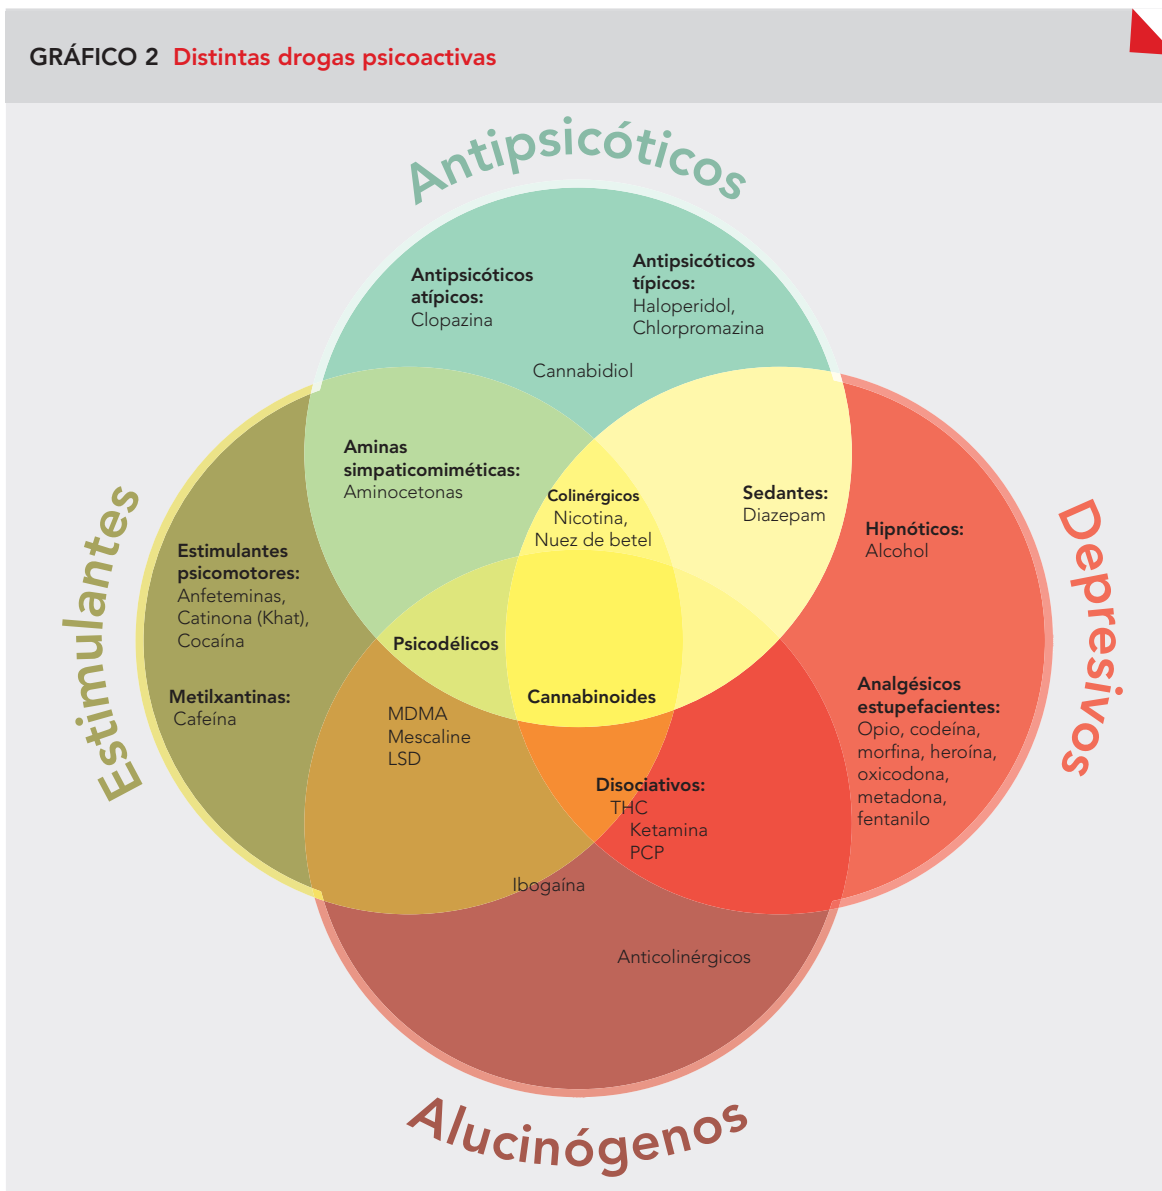 GRÁFICO 2 Distintas drogas psicoactivas
Antipsicóticos
Antipsicóticos
atípicos:
Clopazina
Antipsicóticos
típicos:
Haloperidol,
Chlorpromazina
Cannabidiol
Aminas
simpaticomiméticas:
Aminocetonas
Colinérgicos
Nicotina,
Nuez de betel
Sedantes:
Diazepam
Hipnóticos:
Alcohol
Estimulantes
Estimulantes
psicomotores:
Anfeteminas,
Catinona (Khat),
Cocaína
Metilxantinas:
Cafeína
Psicodélicos
MDMA
Mescaline
LSD
Cannabinoides
Depresivos
Analgésicos
estupefacientes:
Opio, codeína,
morfina, heroína,
oxicodona,
metadona,
fentanilo
Disociativos:
THC
Ketamina
PCP
Ibogaína
Anticolinérgicos
Alucinógenos